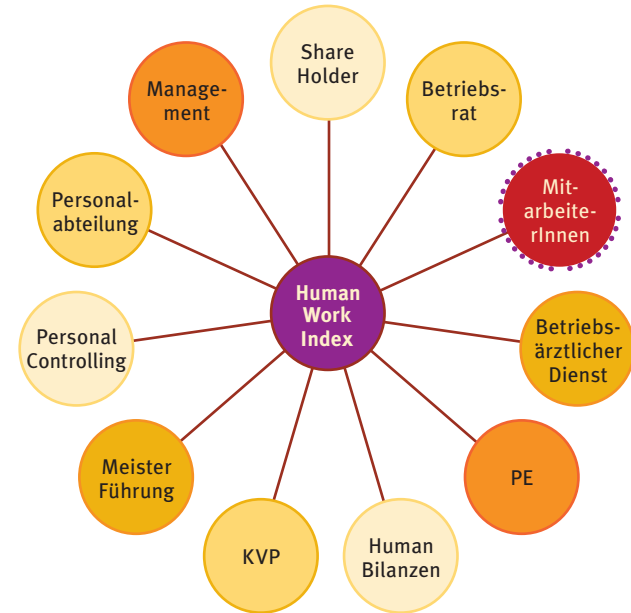 Share
Holder
Manage-
ment
Betriebs-
rat
Personal-
abteilung
Mit-
arbeite-
rInnen
Human
Work
Index
Personal
Controlling
Betriebs-
ärztlicher
Dienst
Meister
Führung
PE
KVP
Human
Bilanzen